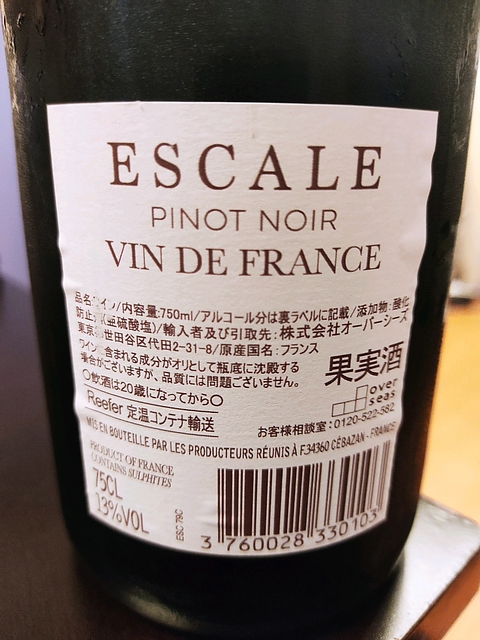 ESCALE
PINOT NOIR
VIN DE FRANCE
品名:ワイン/内容量:750ml/アルコール分は裏ラベルに記載/添加物:酸化
防止 (亜硫酸塩)/輸入者及び引取先:株式会社オーバーシーズ
東京 世田谷区代田2-31-8/原産国名:フランス
ワイン 含まれる成分がオリとして瓶底に沈殿する
場合がございますが、品質には問題ございません。
〇飲酒は20歳になってから〇
果実酒
Reefer 定温コンテナ輸送
over
seas
お客様相談室:0120-522-582
MIS EN BOUTEILLE PAR LES PRODUCTEURS RÉUNIS À F.34360 CÉBAZAN - FRANCE
PRODUCT OF FRANCE
CONTAINS SULPHITES
75CL
13%VOL
ESC 79C
3 760028 330103